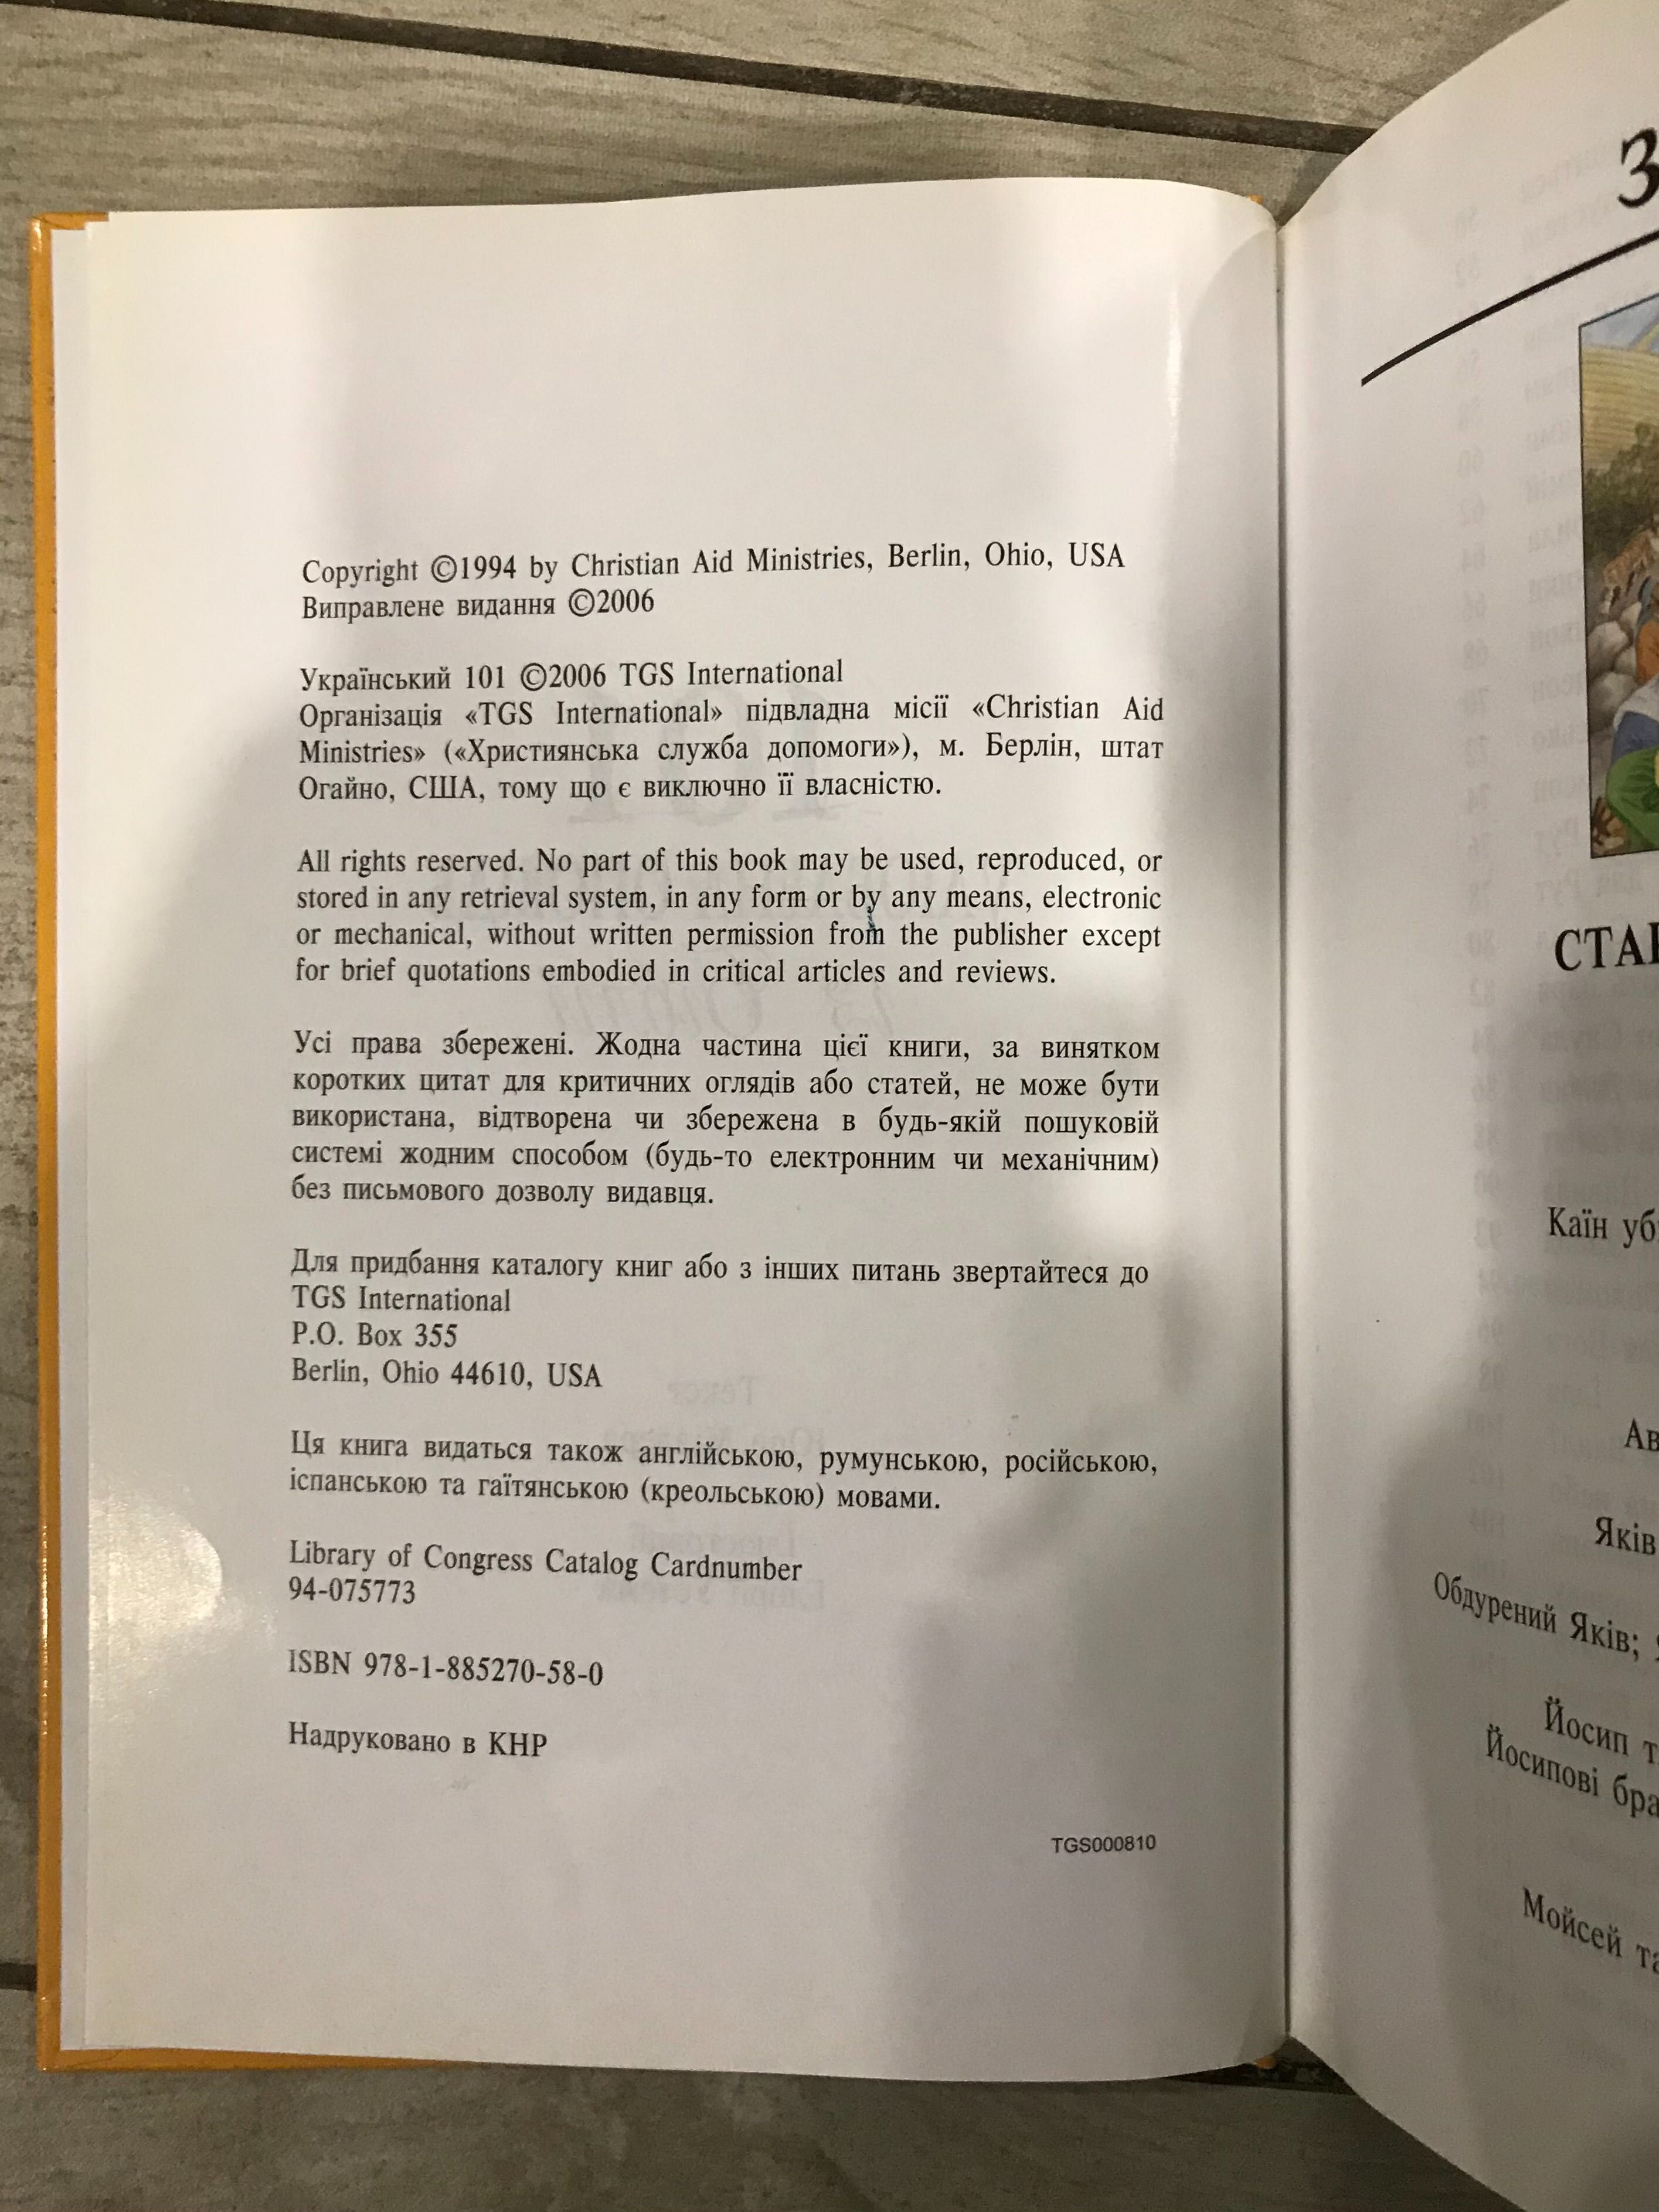 Copyright ©1994 by Christian Aid Ministries, Berlin, Ohio, USA
Виправлене видання ©2006
Український 101 ©2006 TGS International
Організація «TGS International» підвладна місії «Christian Aid
Ministries» («Християнська служба допомоги»), м. Берлін, штат
Огайно, США, тому що є виключно її власністю.
All rights reserved. No part of this book may be used, reproduced, or
stored in any retrieval system, in any form or by any means, electronic
or mechanical, without written permission from the publisher except
for brief quotations embodied in critical articles and reviews.
Усі права збережені. Жодна частина цієї книги, за винятком
коротких цитат для критичних оглядів або статей, не може бути
використана, відтворена чи збережена в будь-якій пошуковій
системі жодним способом (будь-то електронним чи механічним)
без письмового дозволу видавця.
Для придбання каталогу книг або з інших питань звертайтеся до
TGS International
P.O. Box 355
Berlin, Ohio 44610, USA
Ця книга видаться також англійською, румунською, російською,
іспанською та гаїтянською (креольською) мовами.
Library of Congress Catalog Cardnumber
94-075773
ISBN 978-1-885270-58-0
Надруковано в КНР
TGS000810
З
СТА
Каїн уб
Ав
Яків
Обдурений Яків;
Йосип т
Йосипові бра
Мойсей та